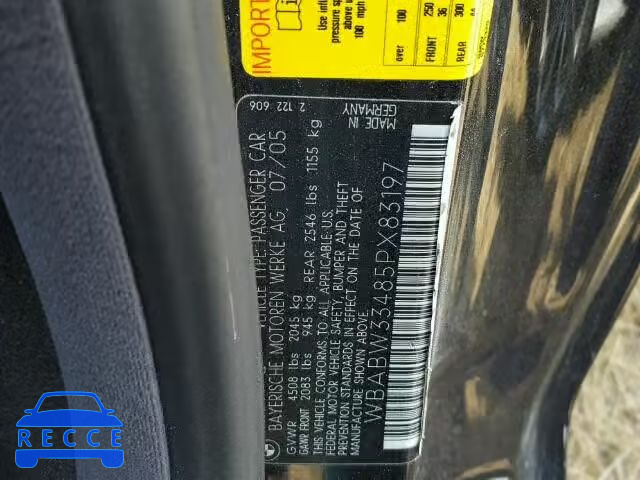 IMPORT
Use infl
pressure sp
above u
100 mph
over 100
FRONT 250 36
REAR 300 44
2 122 606
MADE IN
GERMANY
VEHICLE TYPE: PASSENGER CAR
BAYERISCHE MOTOREN WERKE AG 07/05
GVWR 4508 lbs 2045 kg
GAWR FRONT 2083 lbs 945 kg REAR 2546 lbs 1155 kg
THIS VEHICLE CONFORMS TO ALL APPLICABLE U.S.
FEDERAL MOTOR VEHICLE SAFETY, BUMPER AND THEFT
PREVENTION STANDARDS IN EFFECT ON THE DATE OF
MANUFACTURE SHOWN ABOVE.
WBABW33485PX83197
RECCE